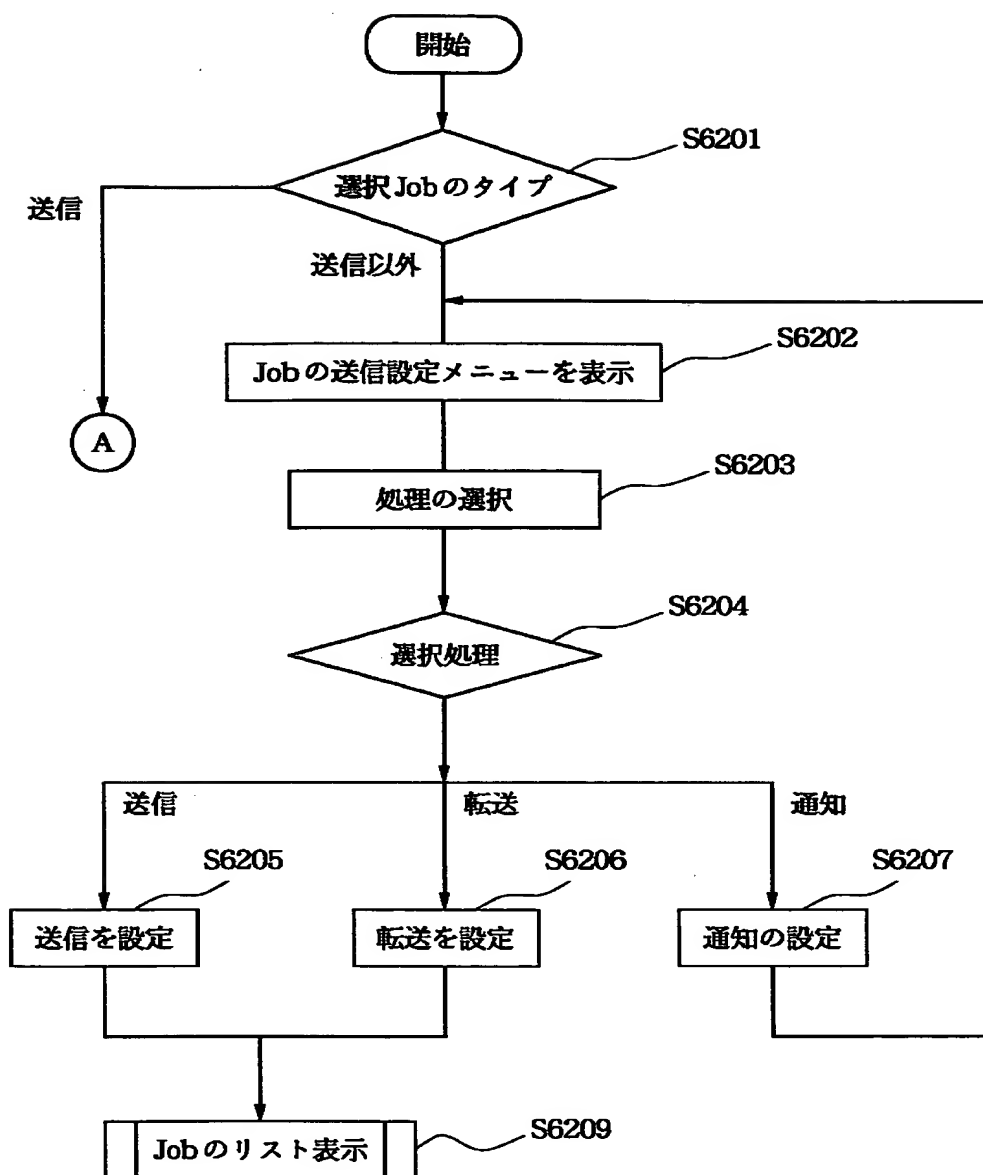 開始
S6201
選択Jobのタイプ
送信
送信以外
S6202
Jobの送信設定メニューを表示
A
S6203
処理の選択
S6204
選択処理
送信
転送
通知
S6205
S6206
S6207
送信を設定
転送を設定
通知の設定
S6209
Jobのリスト表示